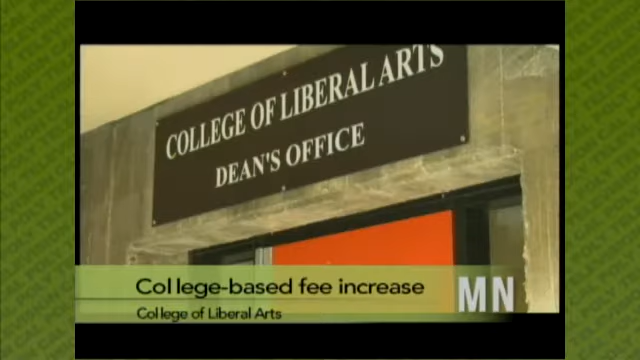 COLLEGE OF LIBERAL ARTS
DEAN'S OFFICE
College-based fee increase
MN
College of Liberal Arts